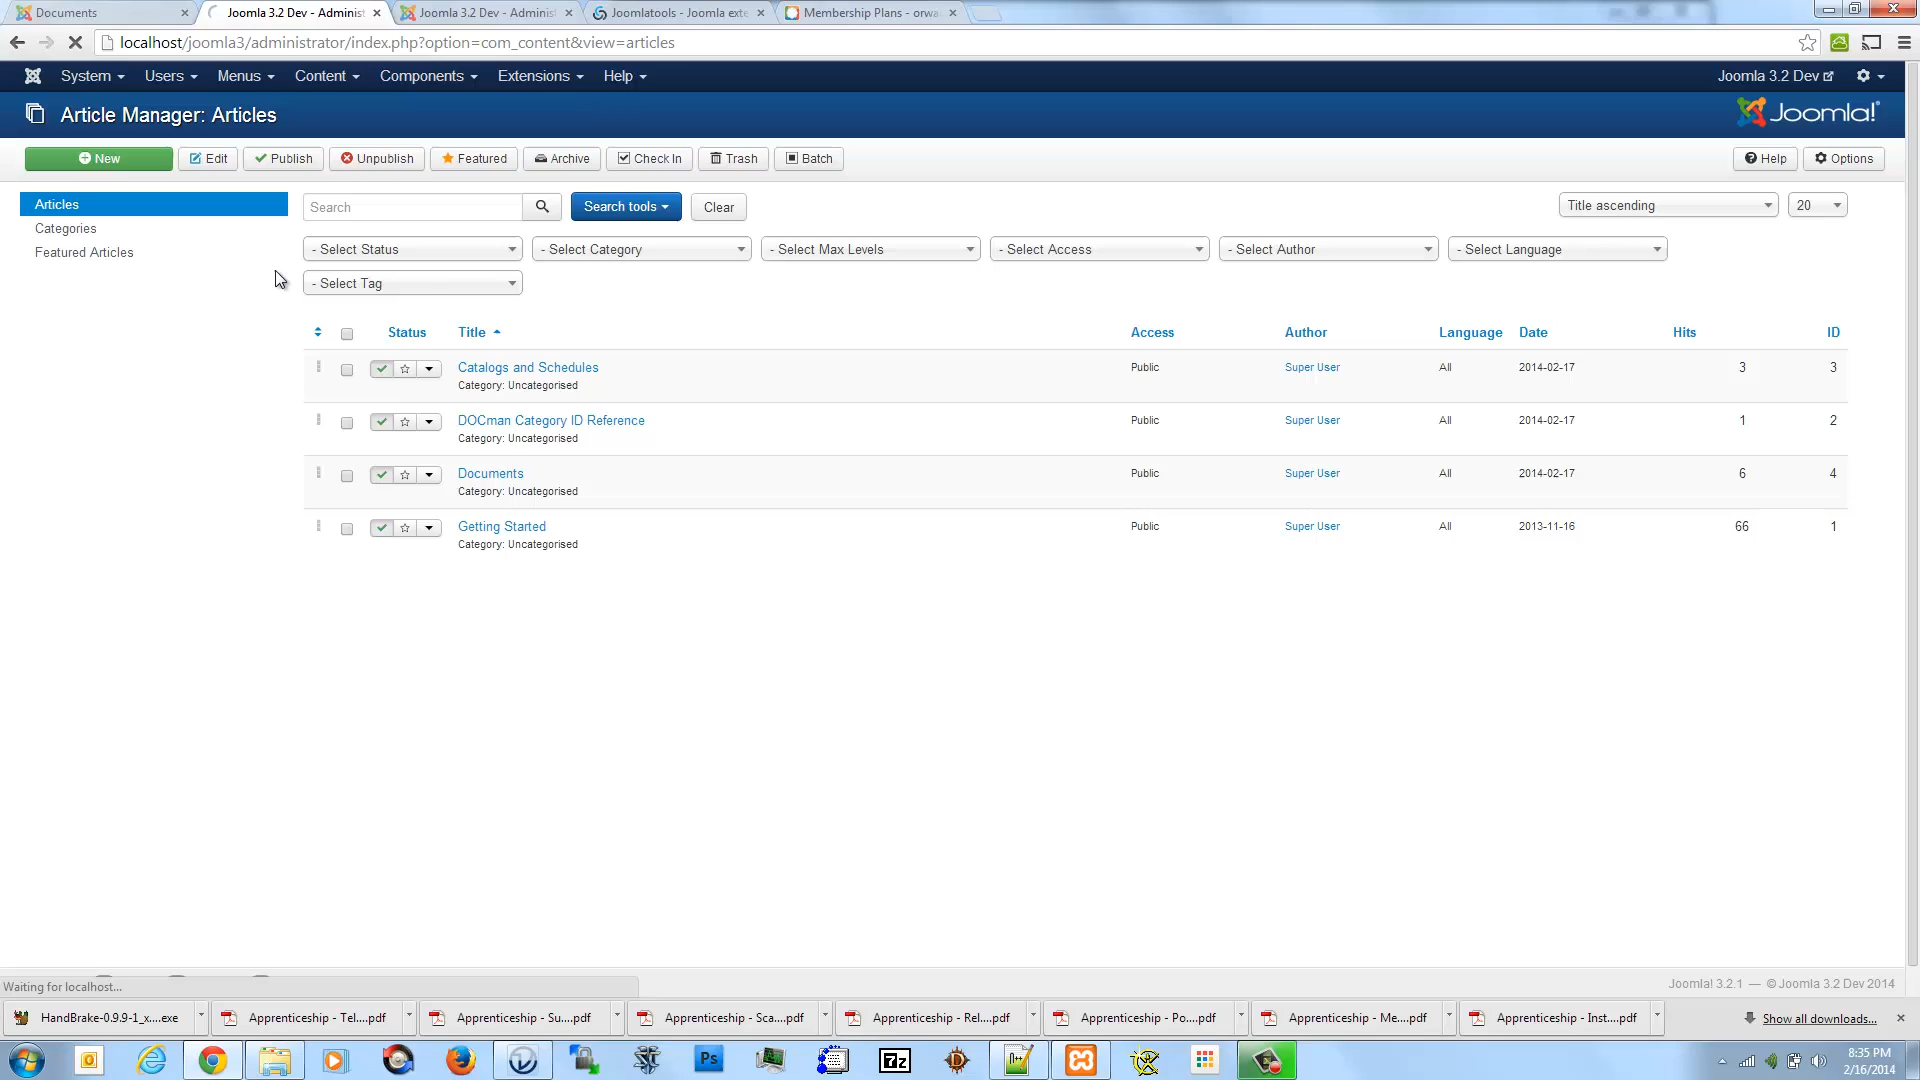 Documents
Joomla 3.2 Dev - Administ
Joomla 3.2 Dev - Administ
Joomlatools - Joomla exte
Membership Plans - orwa
localhost/joomla3/administrator/index.php?option=com_content&view=articles
System Users Menus Content Components Extensions Help
Joomla 3.2 Dev
Article Manager: Articles
Joomla!
New Edit Publish Unpublish Featured Archive Check In Trash Batch
Help Options
Articles
Categories
Featured Articles
Search Search tools Clear
Title ascending 20
- Select Status - Select Category - Select Max Levels - Select Access - Select Author - Select Language
- Select Tag
Status Title Access Author Language Date Hits ID
Catalogs and Schedules Public Super User All 2014-02-17 3 3
Category: Uncategorised
DOCman Category ID Reference Public Super User All 2014-02-17 1 2
Category: Uncategorised
Documents Public Super User All 2014-02-17 6 4
Category: Uncategorised
Getting Started Public Super User All 2013-11-16 66 1
Category: Uncategorised
Waiting for localhost...
Joomla! 3.2.1 — © Joomla 3.2 Dev 2014
HandBrake-0.9.9-1_x....exe
Apprenticeship - Tel....pdf
Apprenticeship - Su....pdf
Apprenticeship - Sca....pdf
Apprenticeship - Rel....pdf
Apprenticeship - Po....pdf
Apprenticeship - Me....pdf
Apprenticeship - Inst....pdf
Show all downloads...
Ps
7z
8:35 PM
2/16/2014